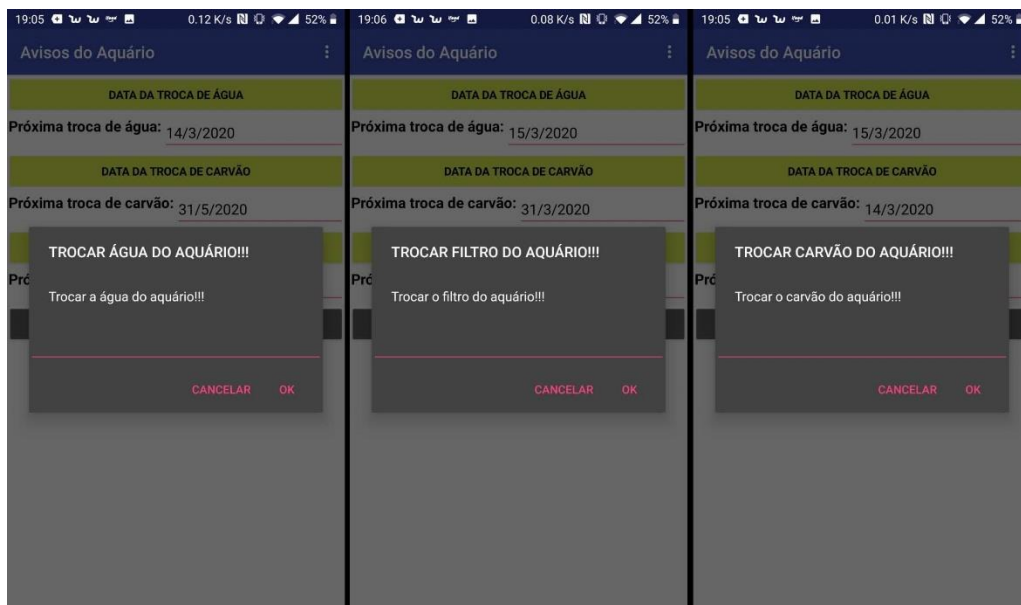 19:05 0.12 K/s 52%
Avisos do Aquário
DATA DA TROCA DE ÁGUA
Próxima troca de água: 14/3/2020
DATA DA TROCA DE CARVÃO
Próxima troca de carvão: 31/5/2020
TROCAR ÁGUA DO AQUÁRIO!!!
Pró
Trocar a água do aquário!!!
CANCELAR OK
19:06 0.08 K/s 52%
Avisos do Aquário
DATA DA TROCA DE ÁGUA
Próxima troca de água: 15/3/2020
DATA DA TROCA DE CARVÃO
Próxima troca de carvão: 31/3/2020
TROCAR FILTRO DO AQUÁRIO!!!
Pró
Trocar o filtro do aquário!!!
CANCELAR OK
19:05 0.01 K/s 52%
Avisos do Aquário
DATA DA TROCA DE ÁGUA
Próxima troca de água: 15/3/2020
DATA DA TROCA DE CARVÃO
Próxima troca de carvão: 14/3/2020
TROCAR CARVÃO DO AQUÁRIO!!!
Pró
Trocar o carvão do aquário!!!
CANCELAR OK